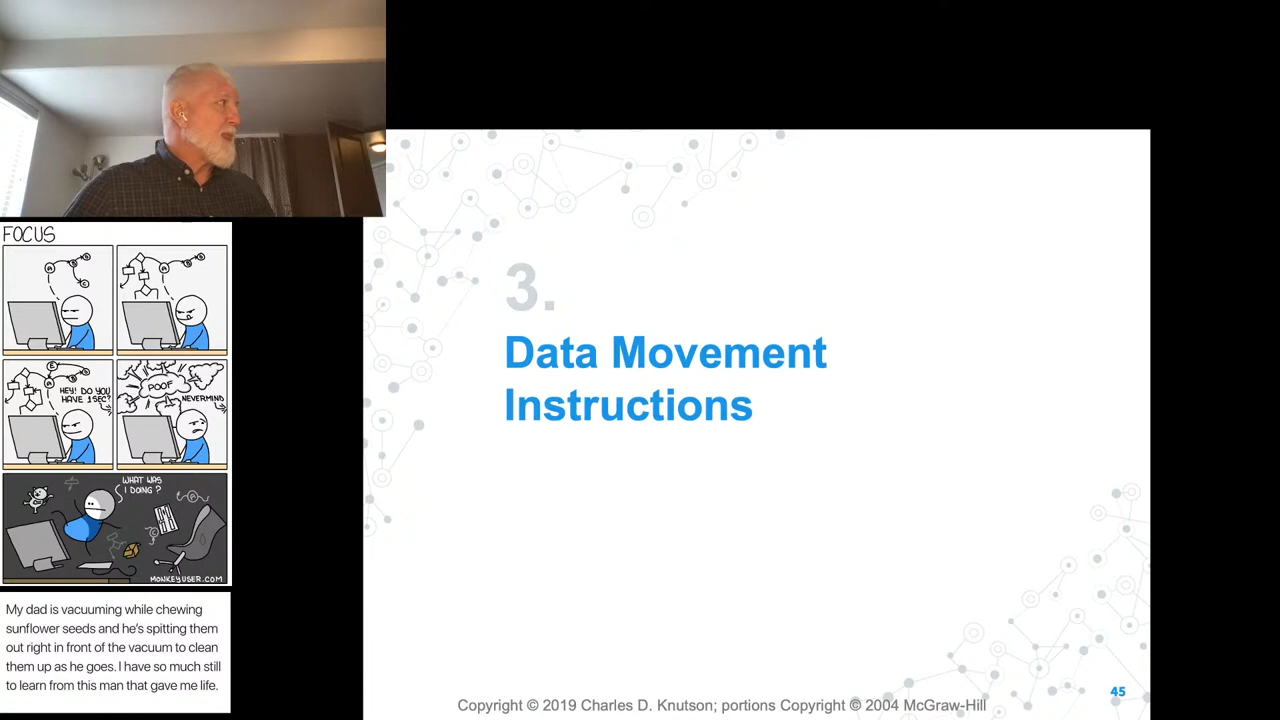 FOCUS
HEY! DO YOU
HAVE 1 SEC?
POOF
NEVERMIND
WHAT WAS
I DOING?
MONKEYUSER.COM
My dad is vacuuming while chewing
sunflower seeds and he's spitting them
out right in front of the vacuum to clean
them up as he goes. I have so much still
to learn from this man that gave me life.
3.
Data Movement
Instructions
45
Copyright © 2019 Charles D. Knutson; portions Copyright © 2004 McGraw-Hill